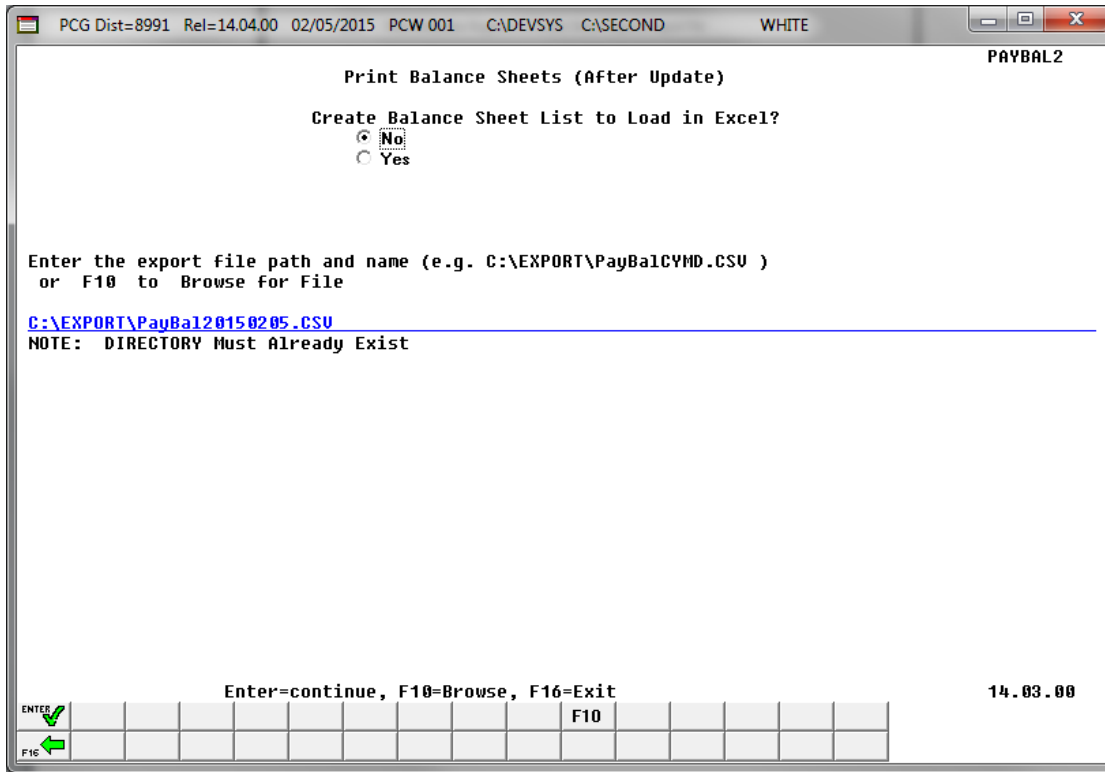 PCG Dist=8991 Rel=14.04.00 02/05/2015 PCW 001 C:\DEVSYS C:\SECOND WHITE
PAYBAL2
Print Balance Sheets (After Update)
Create Balance Sheet List to Load in Excel?
No
Yes
Enter the export file path and name (e.g. C:\EXPORT\PayBalCYMD.CSV )
or F10 to Browse for File
C:\EXPORT\PayBal20150205.CSV
NOTE: DIRECTORY Must Already Exist
Enter=continue, F10=Browse, F16=Exit
14.03.00
ENTER
F10
F16